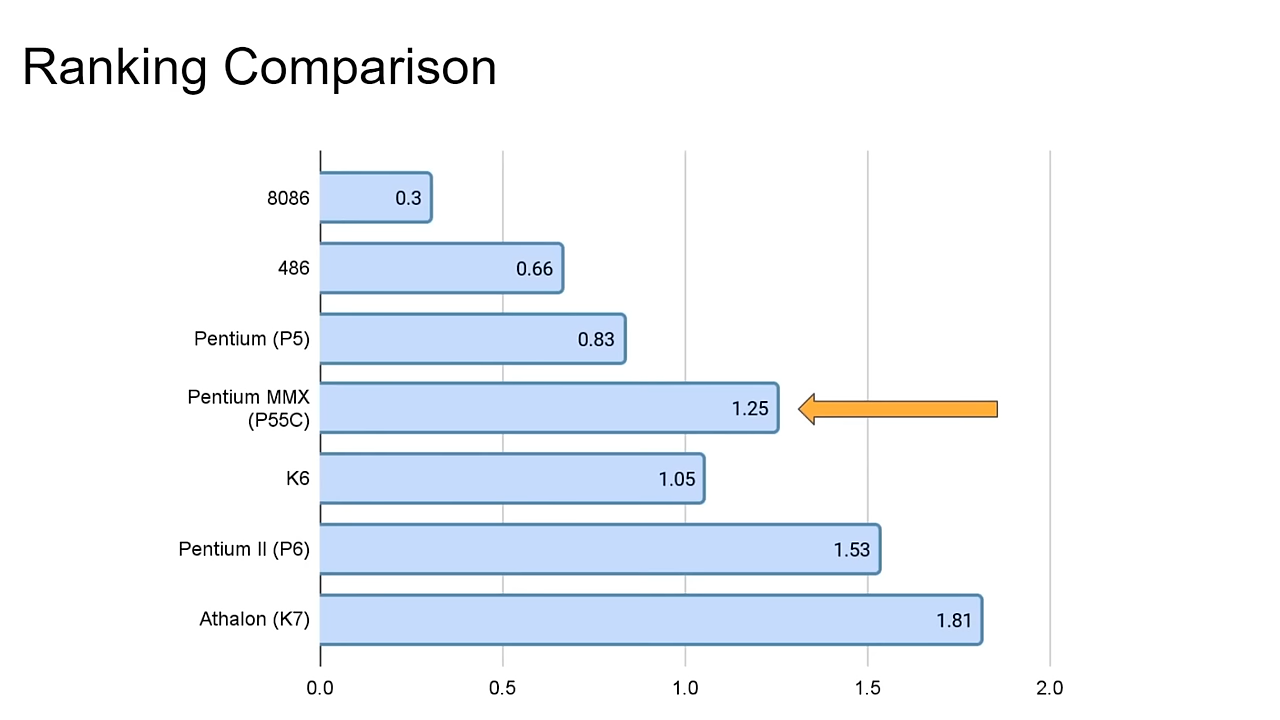 Ranking Comparison
8086
0.3
486
0.66
Pentium (P5)
0.83
Pentium MMX
(P55C)
1.25
K6
1.05
Pentium II (P6)
1.53
Athalon (K7)
1.81
0.0 0.5 1.0 1.5 2.0